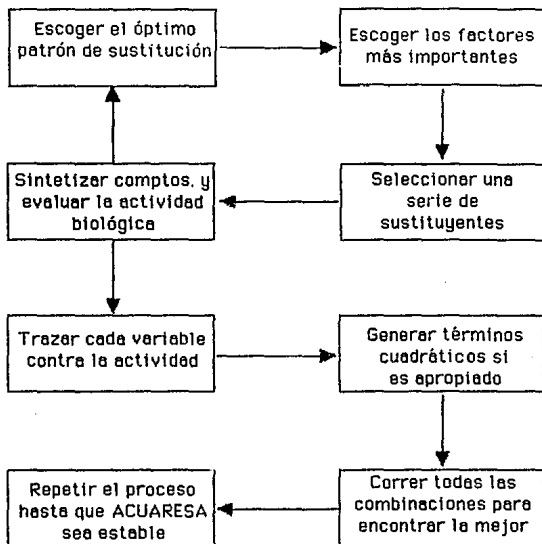 Escoger el óptimo
patrón de sustitución
Escoger los factores
más importantes
Sintetizar comptos. y
evaluar la actividad
biológica
Seleccionar una
serie de
sustituyentes
Trazar cada variable
contra la actividad
Generar términos
cuadráticos si
es apropiado
Repetir el proceso
hasta que ACUARESA
sea estable
Correr todas las
combinaciones para
encontrar la mejor